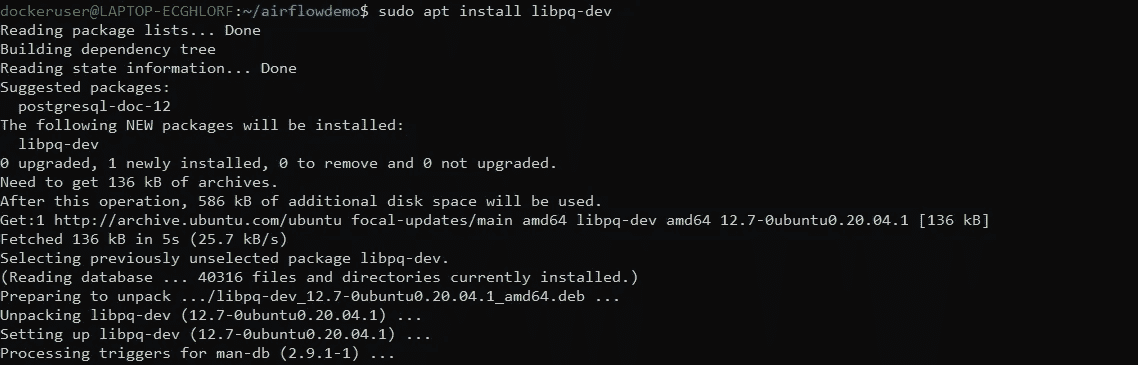 dockeruser@LAPTOP-ECGHLORF:~/airflowdemo$ sudo apt install libpq-dev
Reading package lists... Done
Building dependency tree
Reading state information... Done
Suggested packages:
  postgresql-doc-12
The following NEW packages will be installed:
  libpq-dev
0 upgraded, 1 newly installed, 0 to remove and 0 not upgraded.
Need to get 136 kB of archives.
After this operation, 586 kB of additional disk space will be used.
Get:1 http://archive.ubuntu.com/ubuntu focal-updates/main amd64 libpq-dev amd64 12.7-0ubuntu0.20.04.1 [136 kB]
Fetched 136 kB in 5s (25.7 kB/s)
Selecting previously unselected package libpq-dev.
(Reading database ... 40316 files and directories currently installed.)
Preparing to unpack .../libpq-dev_12.7-0ubuntu0.20.04.1_amd64.deb ...
Unpacking libpq-dev (12.7-0ubuntu0.20.04.1) ...
Setting up libpq-dev (12.7-0ubuntu0.20.04.1) ...
Processing triggers for man-db (2.9.1-1) ...